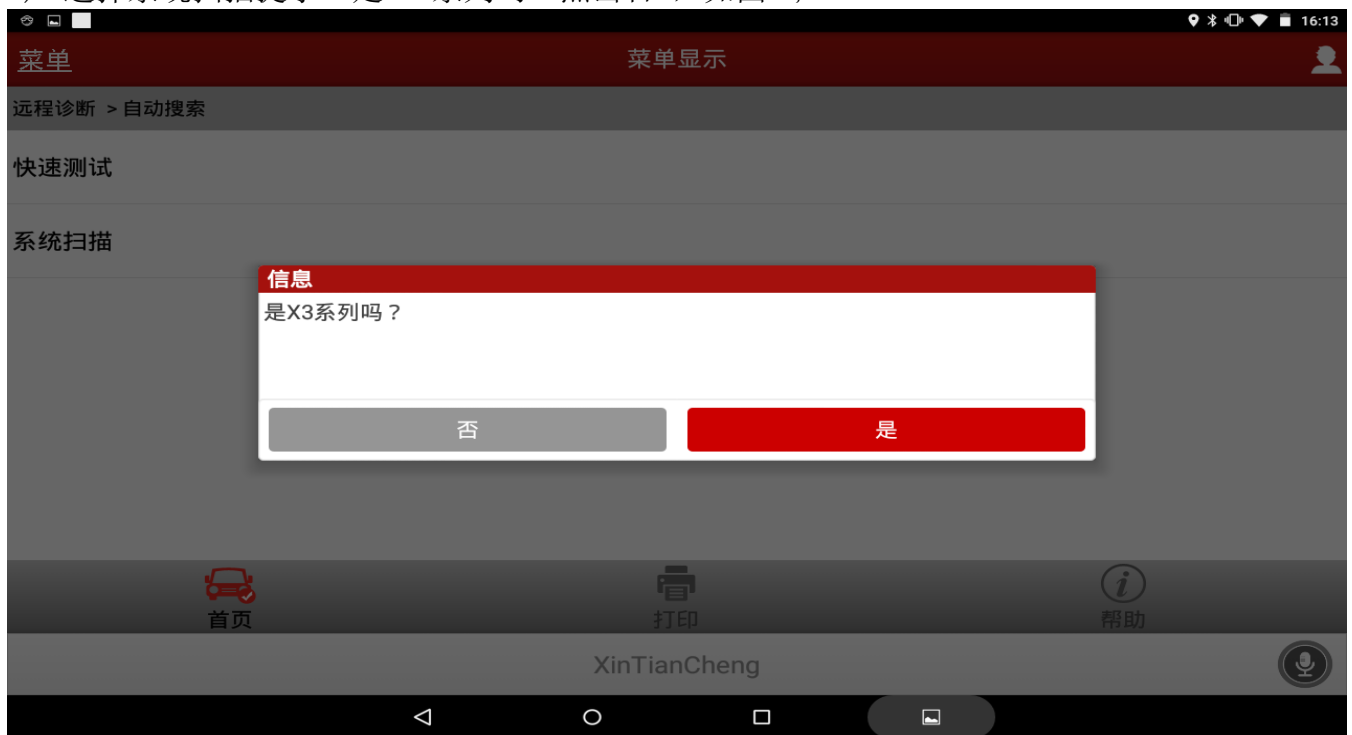 16:13
菜单
菜单显示
远程诊断 >自动搜索
快速测试
系统扫描
信息
是X3系列吗？
否
是
首页
打印
帮助
XinTianCheng